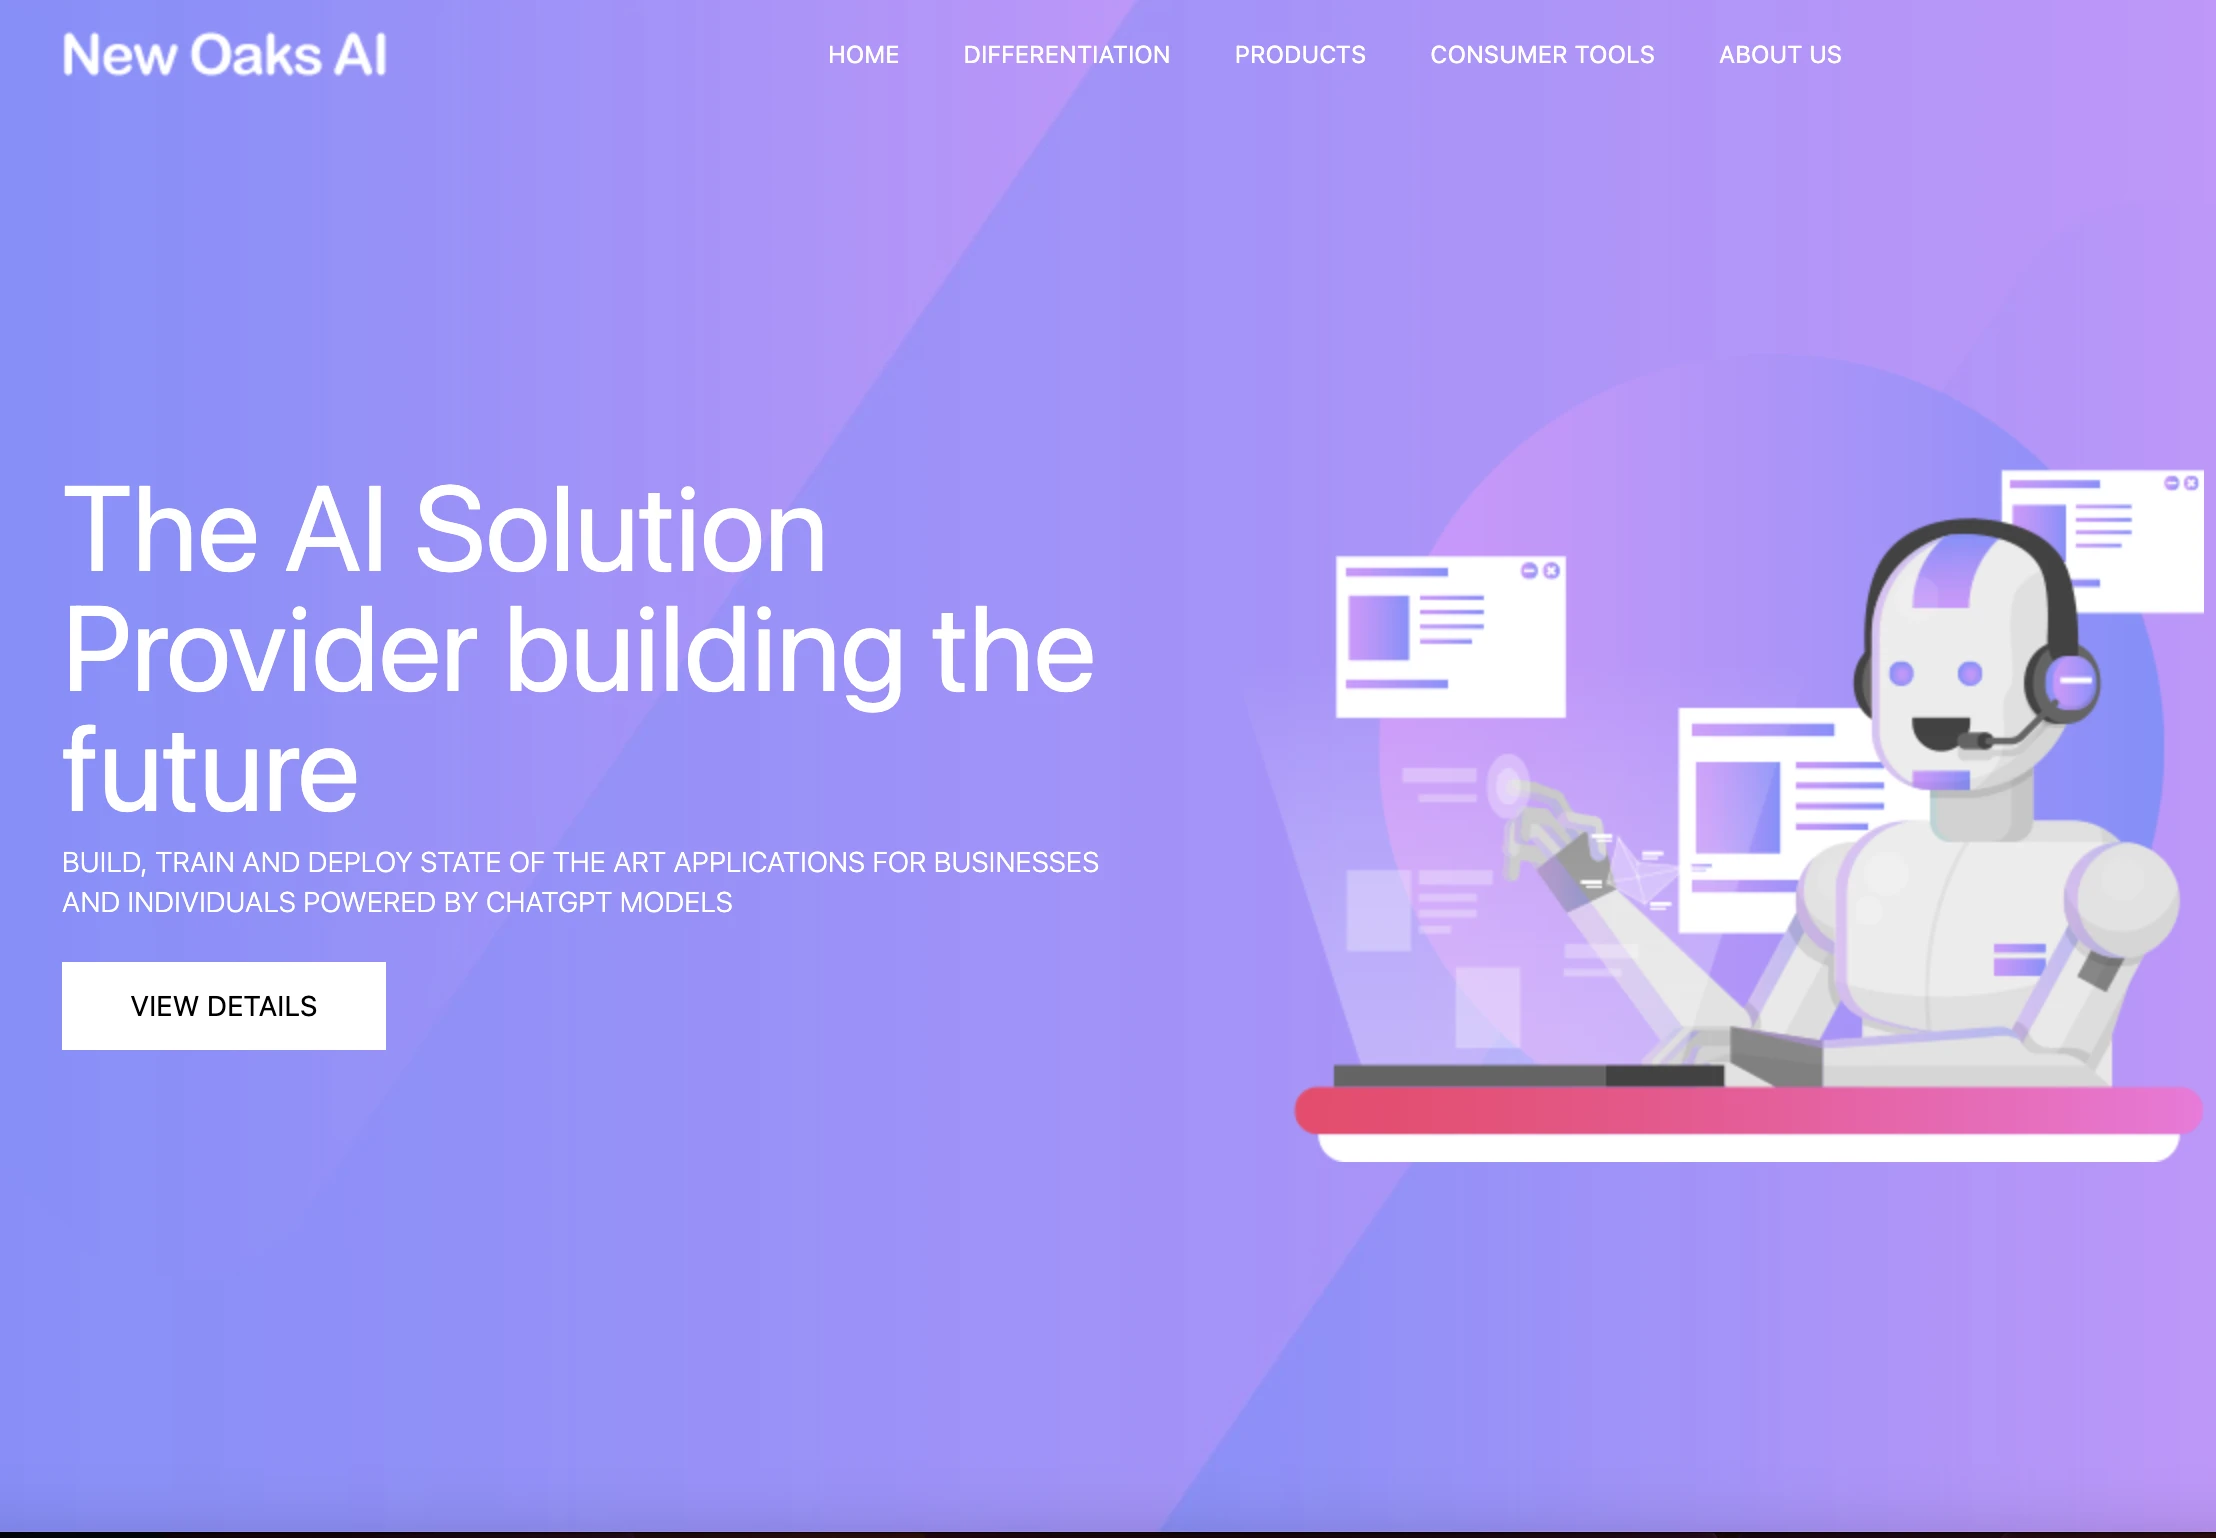 New Oaks AI
HOME DIFFERENTIATION PRODUCTS CONSUMER TOOLS ABOUT US
The AI Solution
Provider building the
future
BUILD, TRAIN AND DEPLOY STATE OF THE ART APPLICATIONS FOR BUSINESSES
AND INDIVIDUALS POWERED BY CHATGPT MODELS
VIEW DETAILS